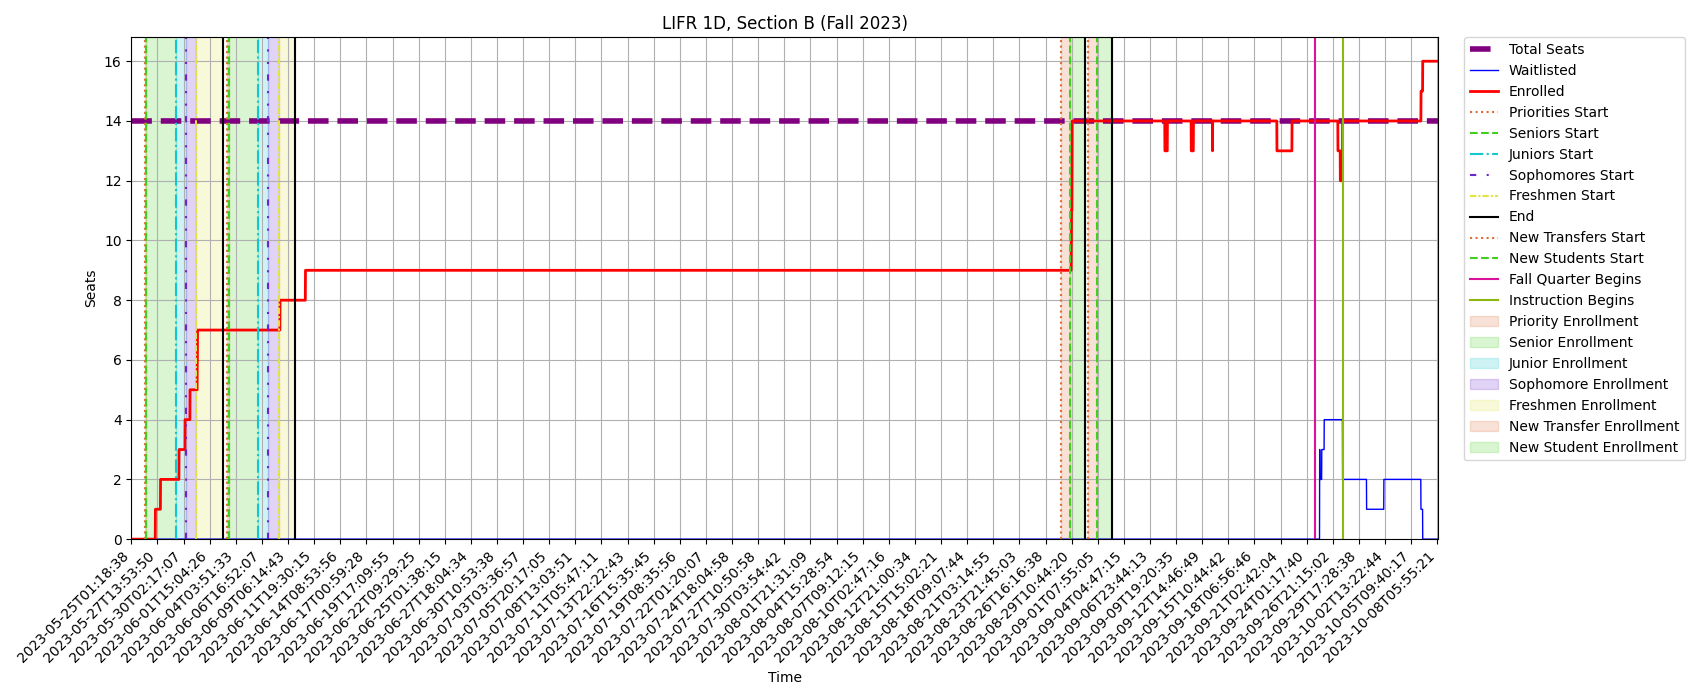 LIFR 1D, Section B (Fall 2023)
Seats
16
14
12
10
8
6
4
2
0
2023-05-25T01:18:38
2023-05-27T13:53:50
2023-05-30T02:17:07
2023-06-01T15:04:26
2023-06-04T03:51:33
2023-06-06T16:52:07
2023-06-09T06:14:43
2023-06-11T19:30:15
2023-06-14T08:53:56
2023-06-17T00:59:28
2023-06-19T17:09:55
2023-06-22T09:29:25
2023-06-25T01:38:15
2023-06-27T18:04:34
2023-06-30T10:53:38
2023-07-03T03:36:57
2023-07-05T20:17:05
2023-07-08T13:03:51
2023-07-11T05:47:11
2023-07-13T22:22:43
2023-07-16T15:35:45
2023-07-19T08:35:56
2023-07-22T01:20:07
2023-07-24T18:04:58
2023-07-27T10:50:58
2023-07-30T03:54:42
2023-08-01T21:31:09
2023-08-04T15:28:54
2023-08-07T09:12:15
2023-08-10T02:47:16
2023-08-12T21:00:34
2023-08-15T15:02:21
2023-08-18T09:07:44
2023-08-21T03:14:55
2023-08-23T21:45:03
2023-08-26T16:16:38
2023-08-29T10:44:20
2023-09-01T07:55:05
2023-09-04T04:47:15
2023-09-06T23:44:13
2023-09-09T19:20:35
2023-09-12T14:46:49
2023-09-15T10:44:42
2023-09-18T06:56:46
2023-09-21T02:42:04
2023-09-24T01:17:40
2023-09-26T21:15:02
2023-09-29T17:28:38
2023-10-02T13:22:44
2023-10-05T09:40:17
2023-10-08T05:55:21
Time
Total Seats
Waitlisted
Enrolled
Priorities Start
Seniors Start
Juniors Start
Sophomores Start
Freshmen Start
End
New Transfers Start
New Students Start
Fall Quarter Begins
Instruction Begins
Priority Enrollment
Senior Enrollment
Junior Enrollment
Sophomore Enrollment
Freshmen Enrollment
New Transfer Enrollment
New Student Enrollment